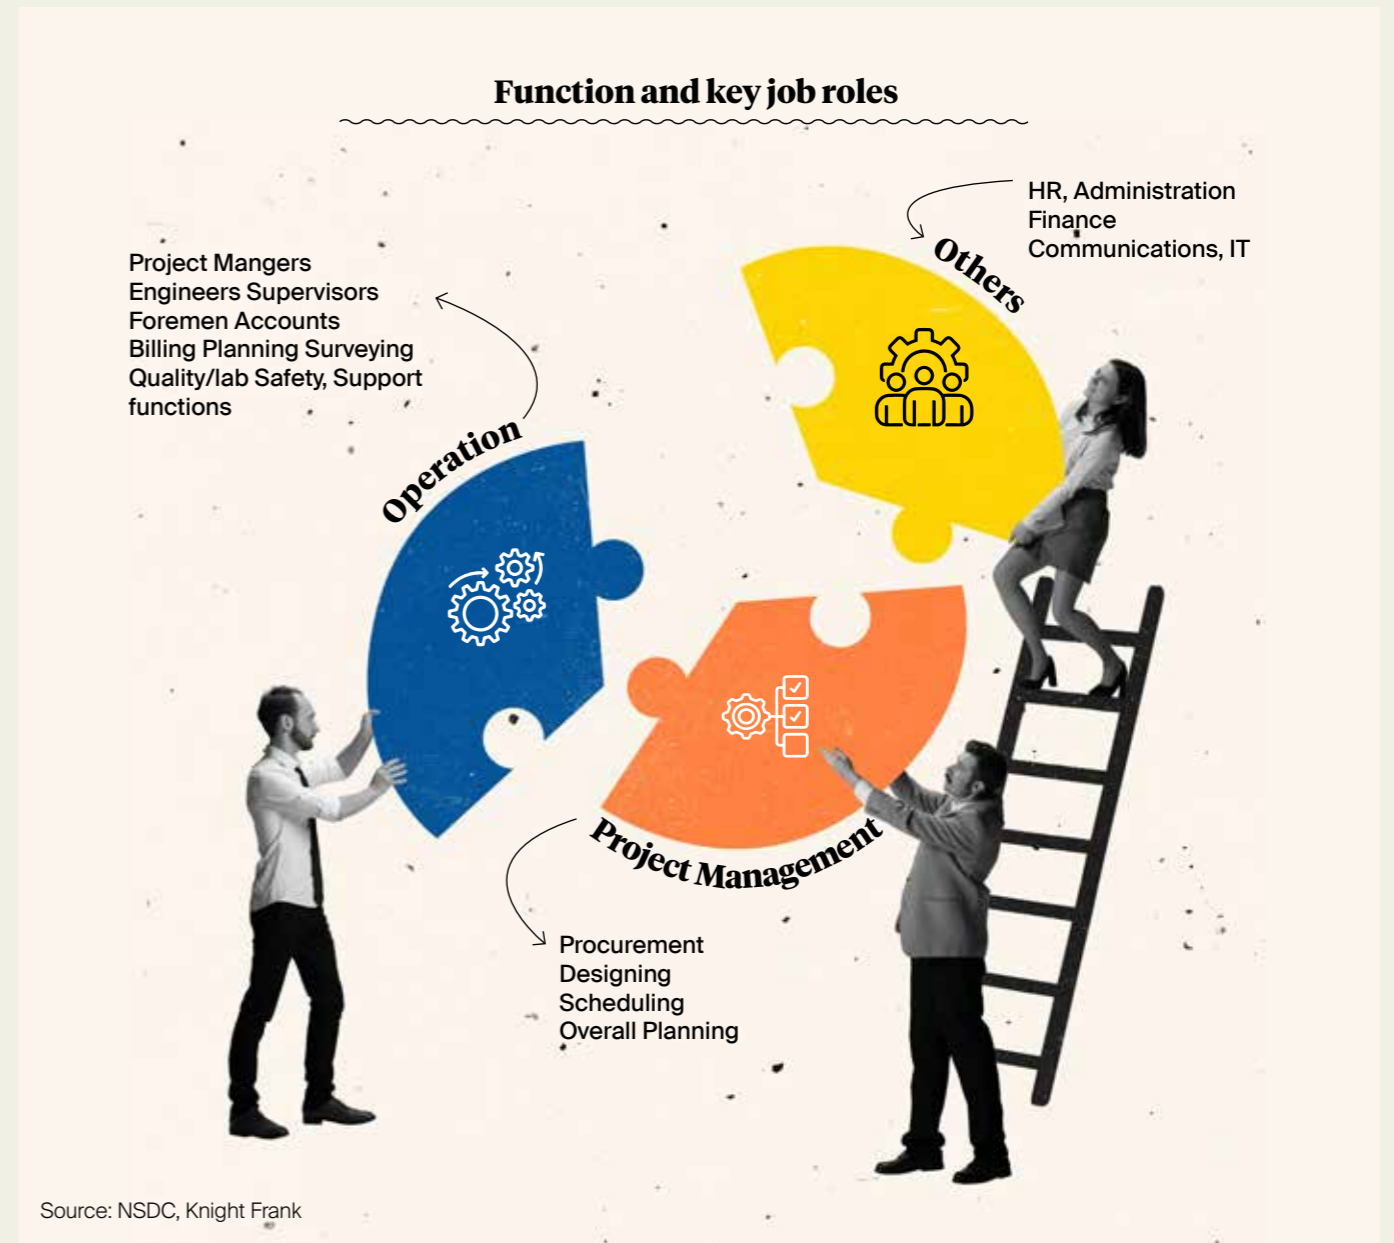 Function and key job roles
HR, Administration
Finance
Communications, IT
Others
Project Mangers
Engineers Supervisors
Foremen Accounts
Billing Planning Surveying
Quality/lab Safety, Support
functions
Operation
Project Management
Procurement
Designing
Scheduling
Overall Planning
Source: NSDC, Knight Frank